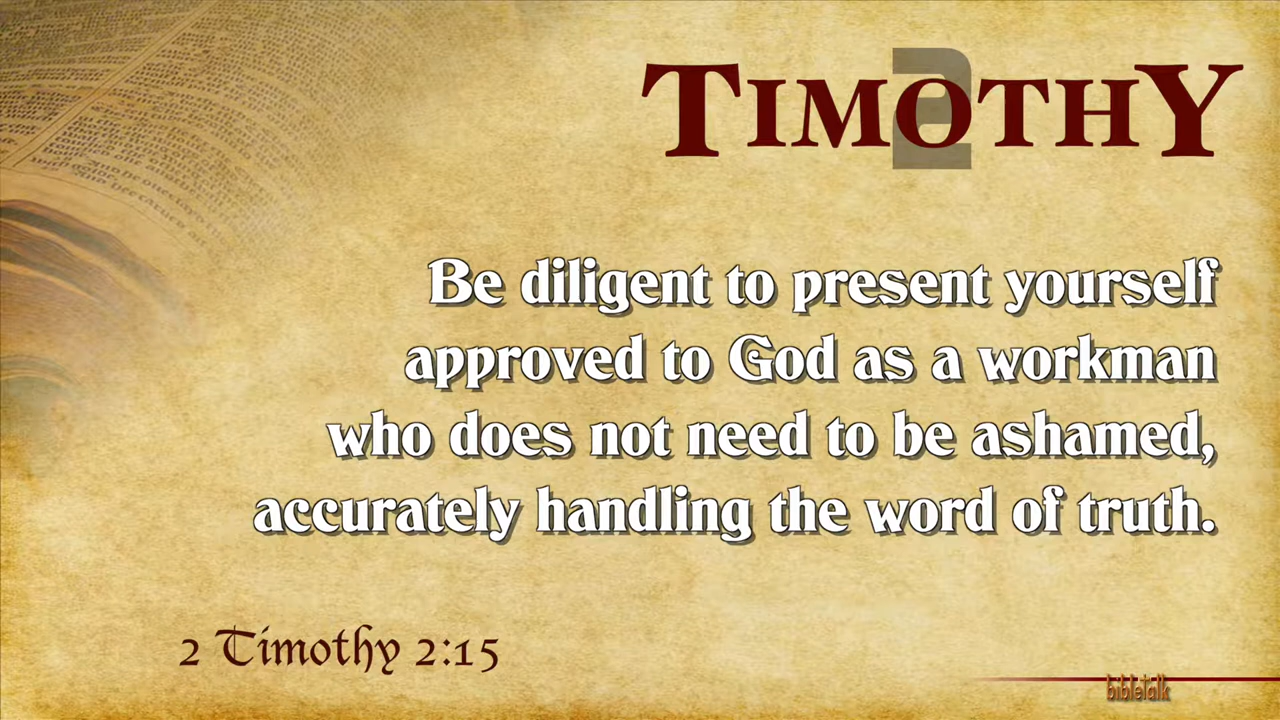 2 TIMOTHY
Be diligent to present yourself
approved to God as a workman
who does not need to be ashamed,
accurately handling the word of truth.
2 Timothy 2:15
bibletalk